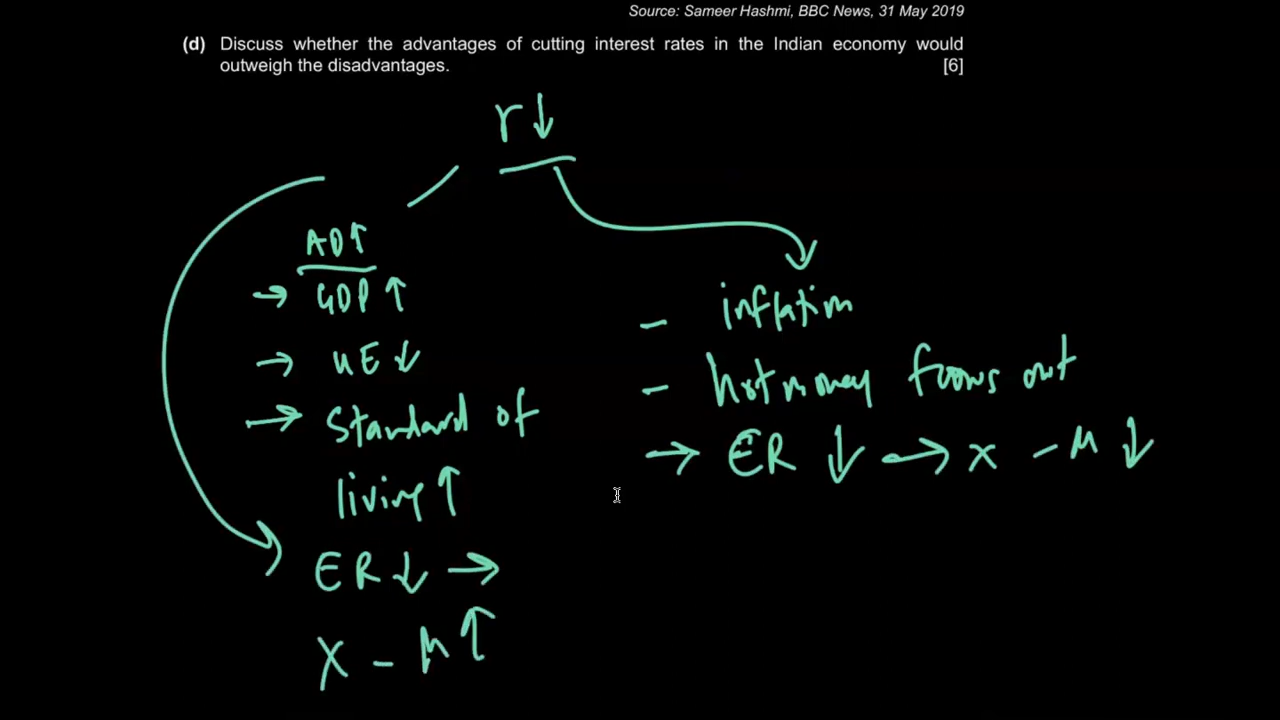 Source: Sameer Hashmi, BBC News, 31 May 2019
(d) Discuss whether the advantages of cutting interest rates in the Indian economy would
outweigh the disadvantages. [6]
r↓
AD↑
→ GDP ↑
→ UE ↓
→ Standard of
living ↑
ER ↓ →
X - M ↑
- inflation
- hot money flows out
→ ER ↓ → X - M ↓